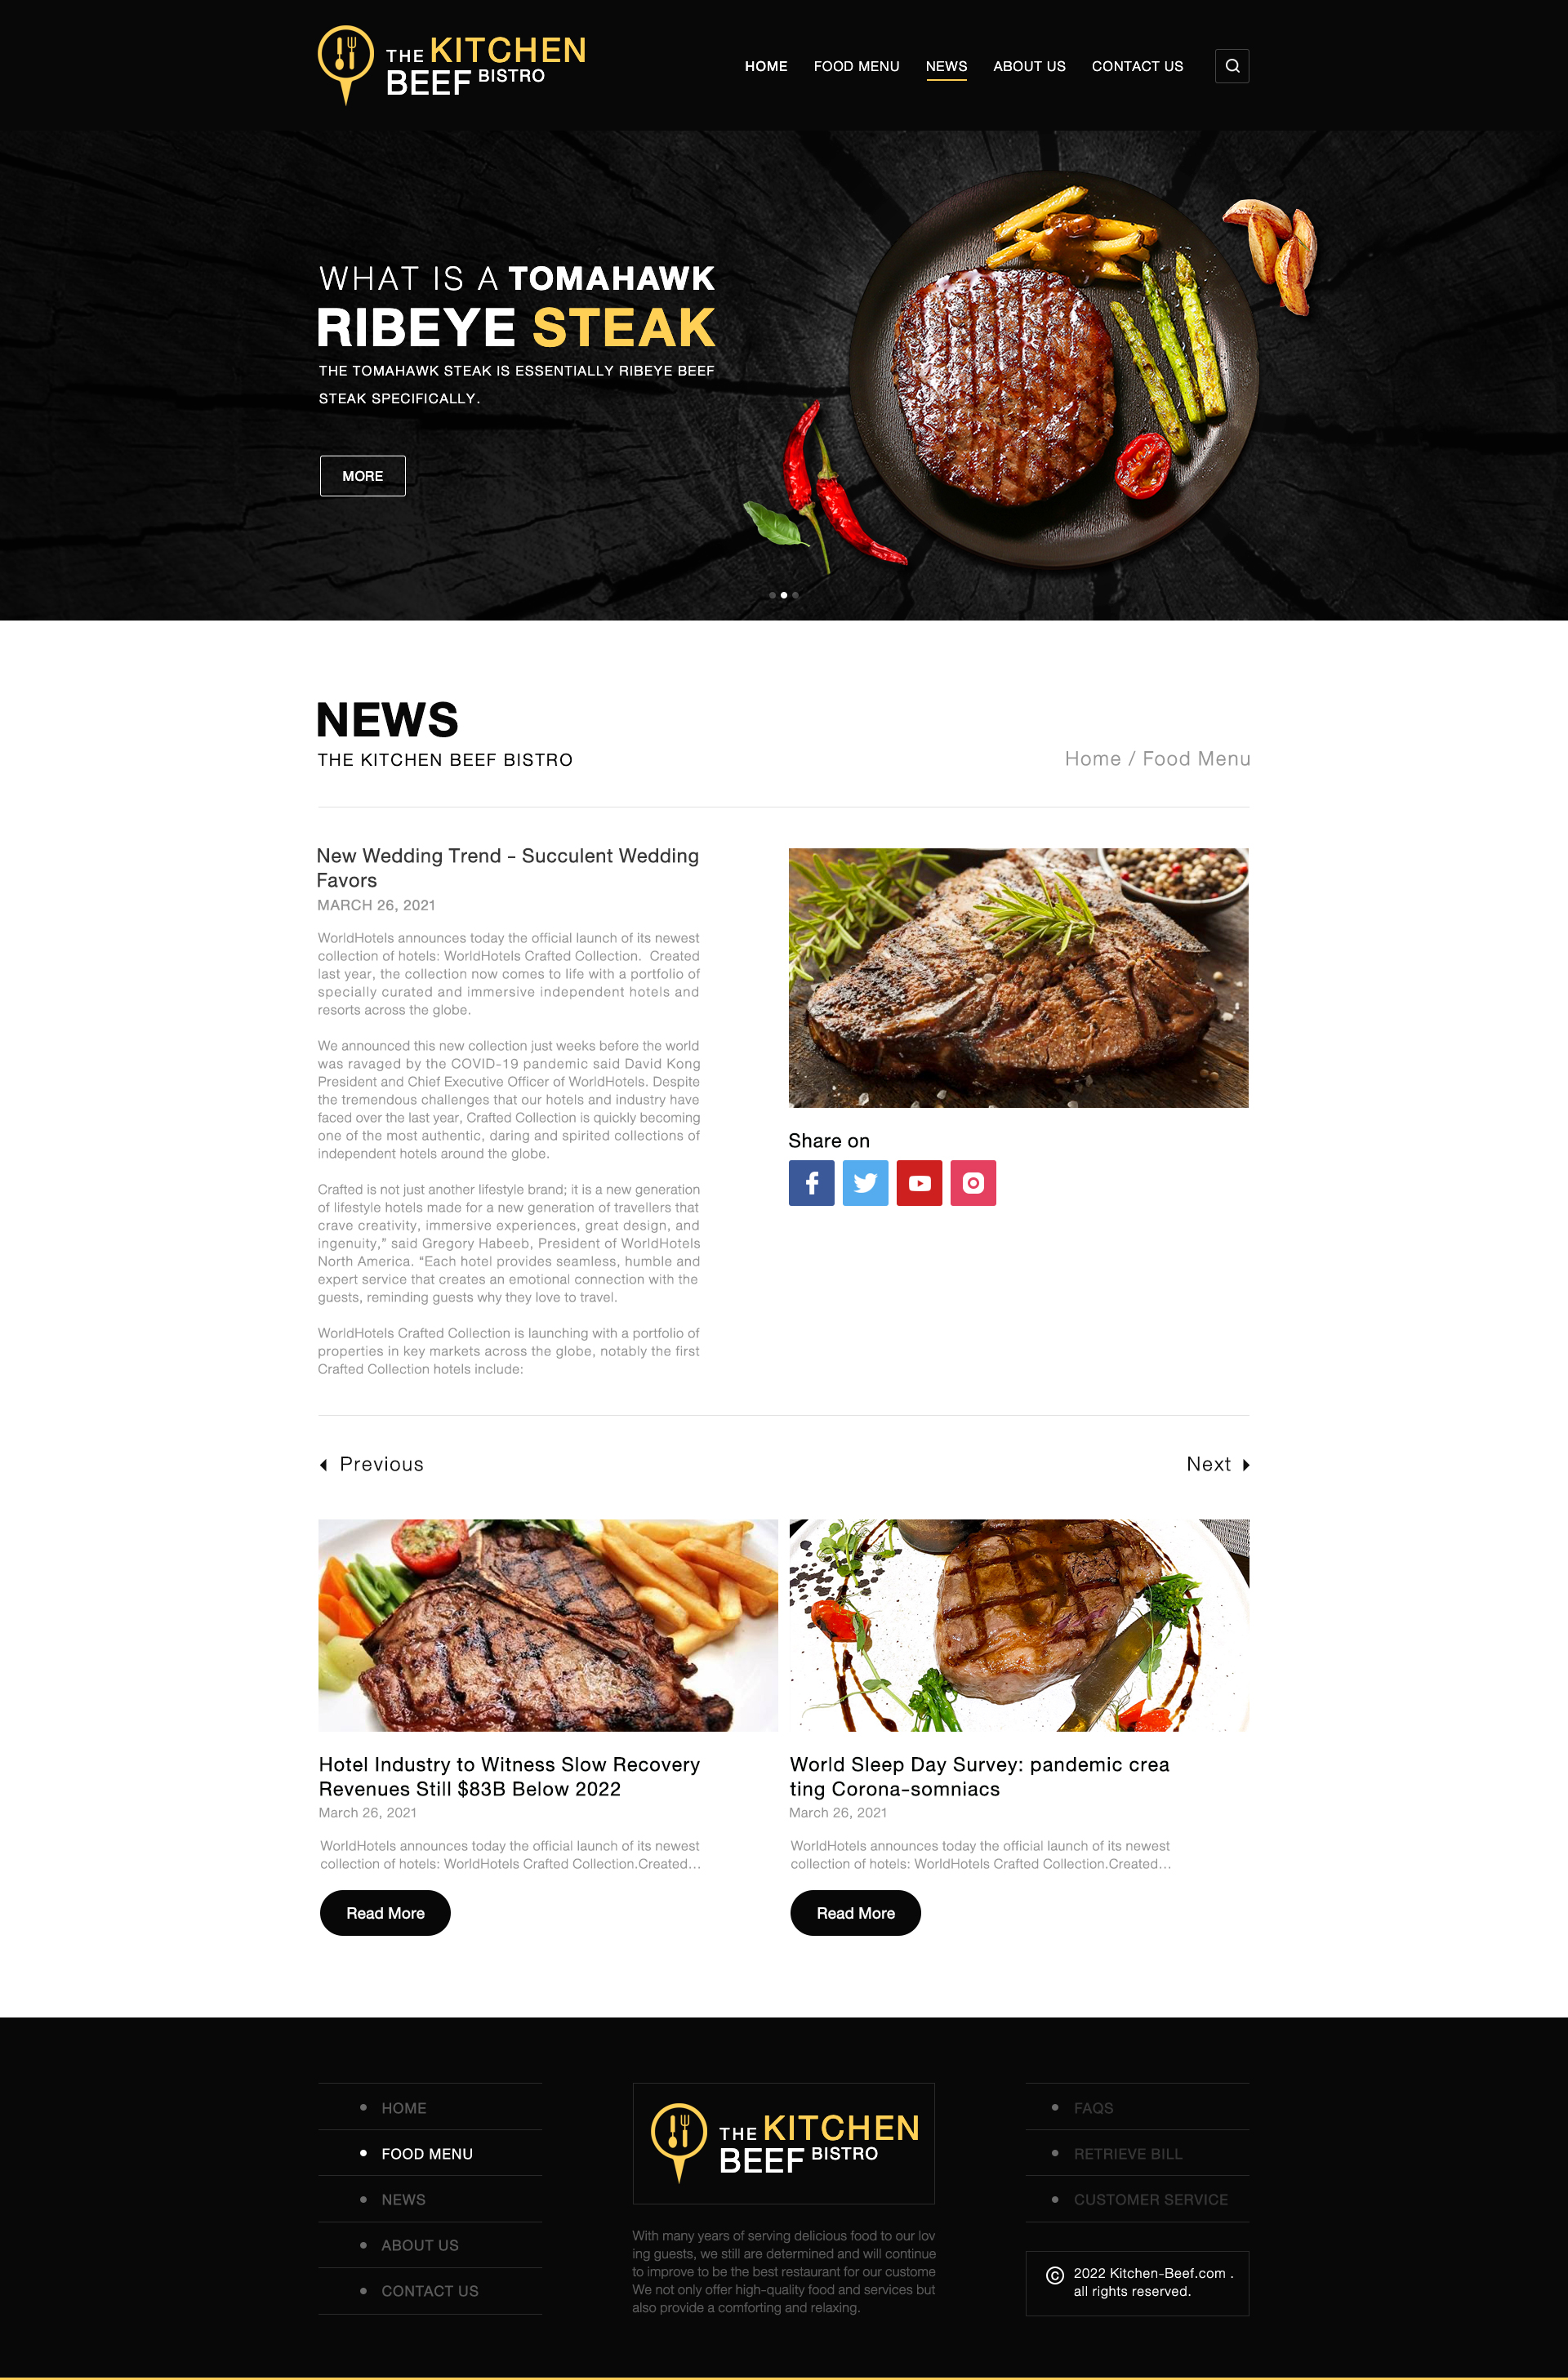 THE KITCHEN
BEEF BISTRO
HOME FOOD MENU NEWS ABOUT US CONTACT US
WHAT IS A TOMAHAWK
RIBEYE STEAK
THE TOMAHAWK STEAK IS ESSENTIALLY RIBEYE BEEF
STEAK SPECIFICALLY.
MORE
NEWS
THE KITCHEN BEEF BISTRO
Home / Food Menu
New Wedding Trend - Succulent Wedding
Favors
MARCH 26, 2021
WorldHotels announces today the official launch of its newest
collection of hotels: WorldHotels Crafted Collection.  Created
last year, the collection now comes to life with a portfolio of
specially curated and immersive independent hotels and
resorts across the globe.
We announced this new collection just weeks before the world
was ravaged by the COVID-19 pandemic said David Kong
President and Chief Executive Officer of WorldHotels. Despite
the tremendous challenges that our hotels and industry have
faced over the last year, Crafted Collection is quickly becoming
one of the most authentic, daring and spirited collections of
independent hotels around the globe.
Crafted is not just another lifestyle brand; it is a new generation
of lifestyle hotels made for a new generation of travellers that
crave creativity, immersive experiences, great design, and
ingenuity,” said Gregory Habeeb, President of WorldHotels
North America. “Each hotel provides seamless, humble and
expert service that creates an emotional connection with the
guests, reminding guests why they love to travel.
WorldHotels Crafted Collection is launching with a portfolio of
properties in key markets across the globe, notably the first
Crafted Collection hotels include:
Share on
Previous
Next
Hotel Industry to Witness Slow Recovery
Revenues Still $83B Below 2022
March 26, 2021
WorldHotels announces today the official launch of its newest
collection of hotels: WorldHotels Crafted Collection.Created...
Read More
World Sleep Day Survey: pandemic crea
ting Corona-somniacs
March 26, 2021
WorldHotels announces today the official launch of its newest
collection of hotels: WorldHotels Crafted Collection.Created...
Read More
HOME
FOOD MENU
NEWS
ABOUT US
CONTACT US
THE KITCHEN
BEEF BISTRO
With many years of serving delicious food to our lov
ing guests, we still are determined and will continue
to improve to be the best restaurant for our custome
We not only offer high-quality food and services but
also provide a comforting and relaxing.
FAQS
RETRIEVE BILL
CUSTOMER SERVICE
© 2022 Kitchen-Beef.com .
all rights reserved.